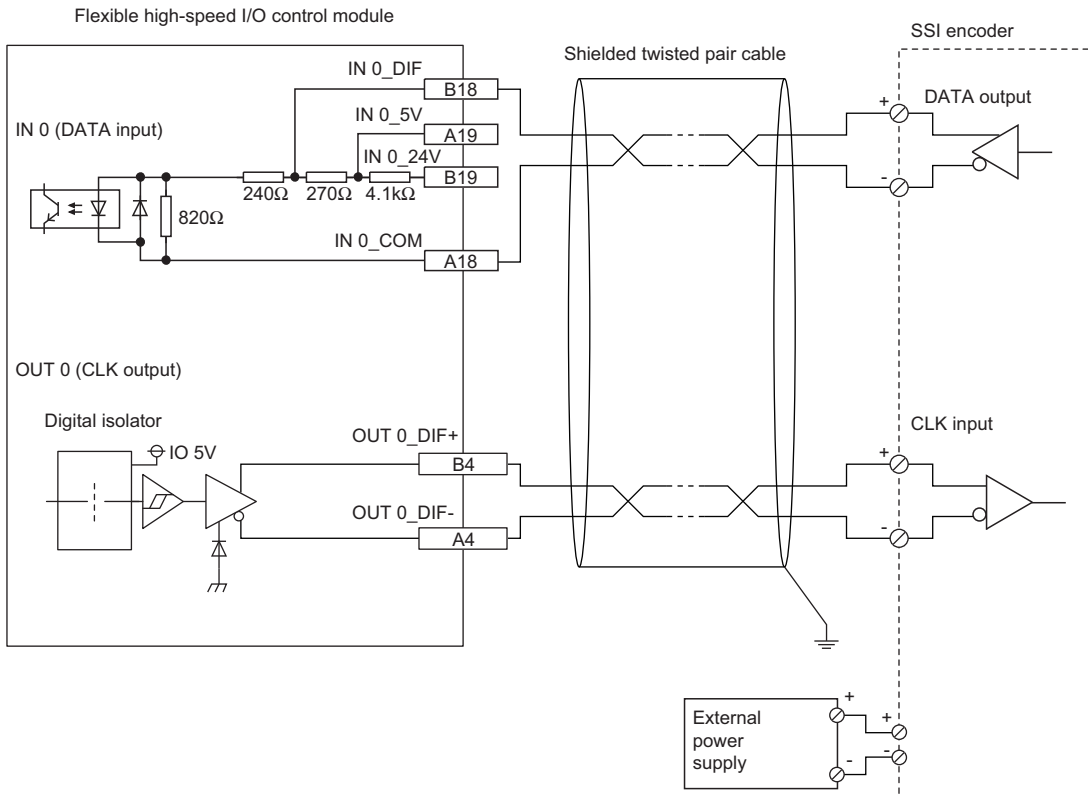 Flexible high-speed I/O control module
SSI encoder
Shielded twisted pair cable
IN 0_DIF
B18
+
DATA output
IN 0 (DATA input)
IN 0_5V
A19
IN 0_24V
B19
-
240Ω
270Ω
4.1kΩ
820Ω
IN 0_COM
A18
OUT 0 (CLK output)
Digital isolator
IO 5V
OUT 0_DIF+
B4
CLK input
+
OUT 0_DIF-
A4
-
External
power
supply
+
+
-
-